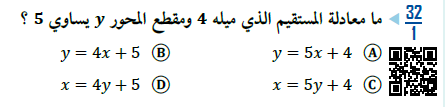 32/1 ما معادلة المستقيم الذي ميله 4 ومقطع المحور y يساوي 5 ؟
y = 5x + 4 (A) y = 4x + 5 (B)
x = 5y + 4 (C) x = 4y + 5 (D)